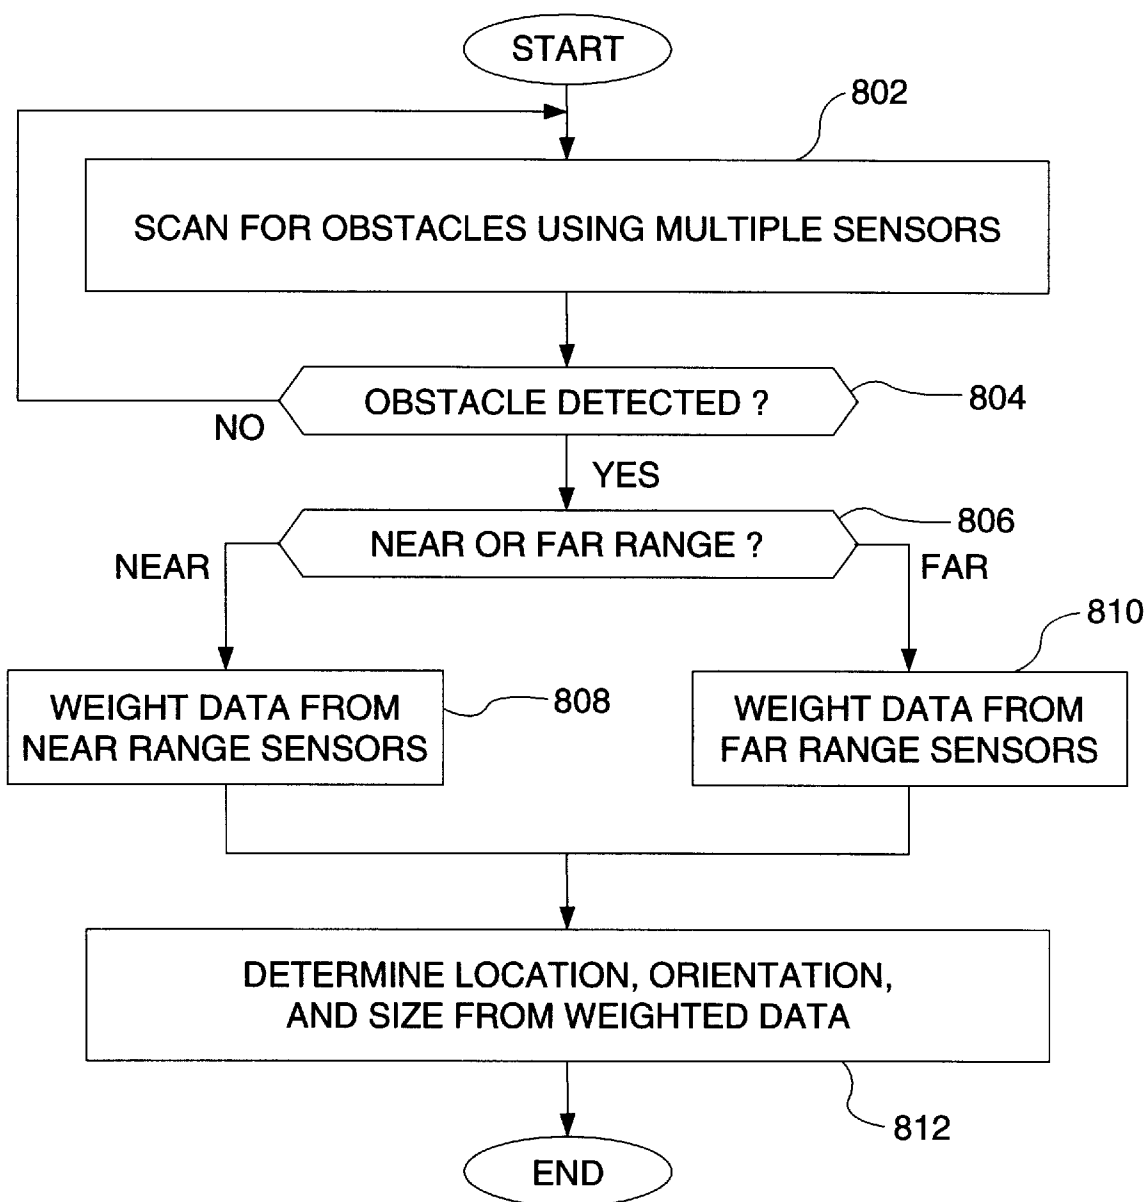 START
802
SCAN FOR OBSTACLES USING MULTIPLE SENSORS
OBSTACLE DETECTED ?
804
NO
YES
806
NEAR OR FAR RANGE ?
NEAR
FAR
810
WEIGHT DATA FROM
NEAR RANGE SENSORS
808
WEIGHT DATA FROM
FAR RANGE SENSORS
DETERMINE LOCATION, ORIENTATION,
AND SIZE FROM WEIGHTED DATA
812
END